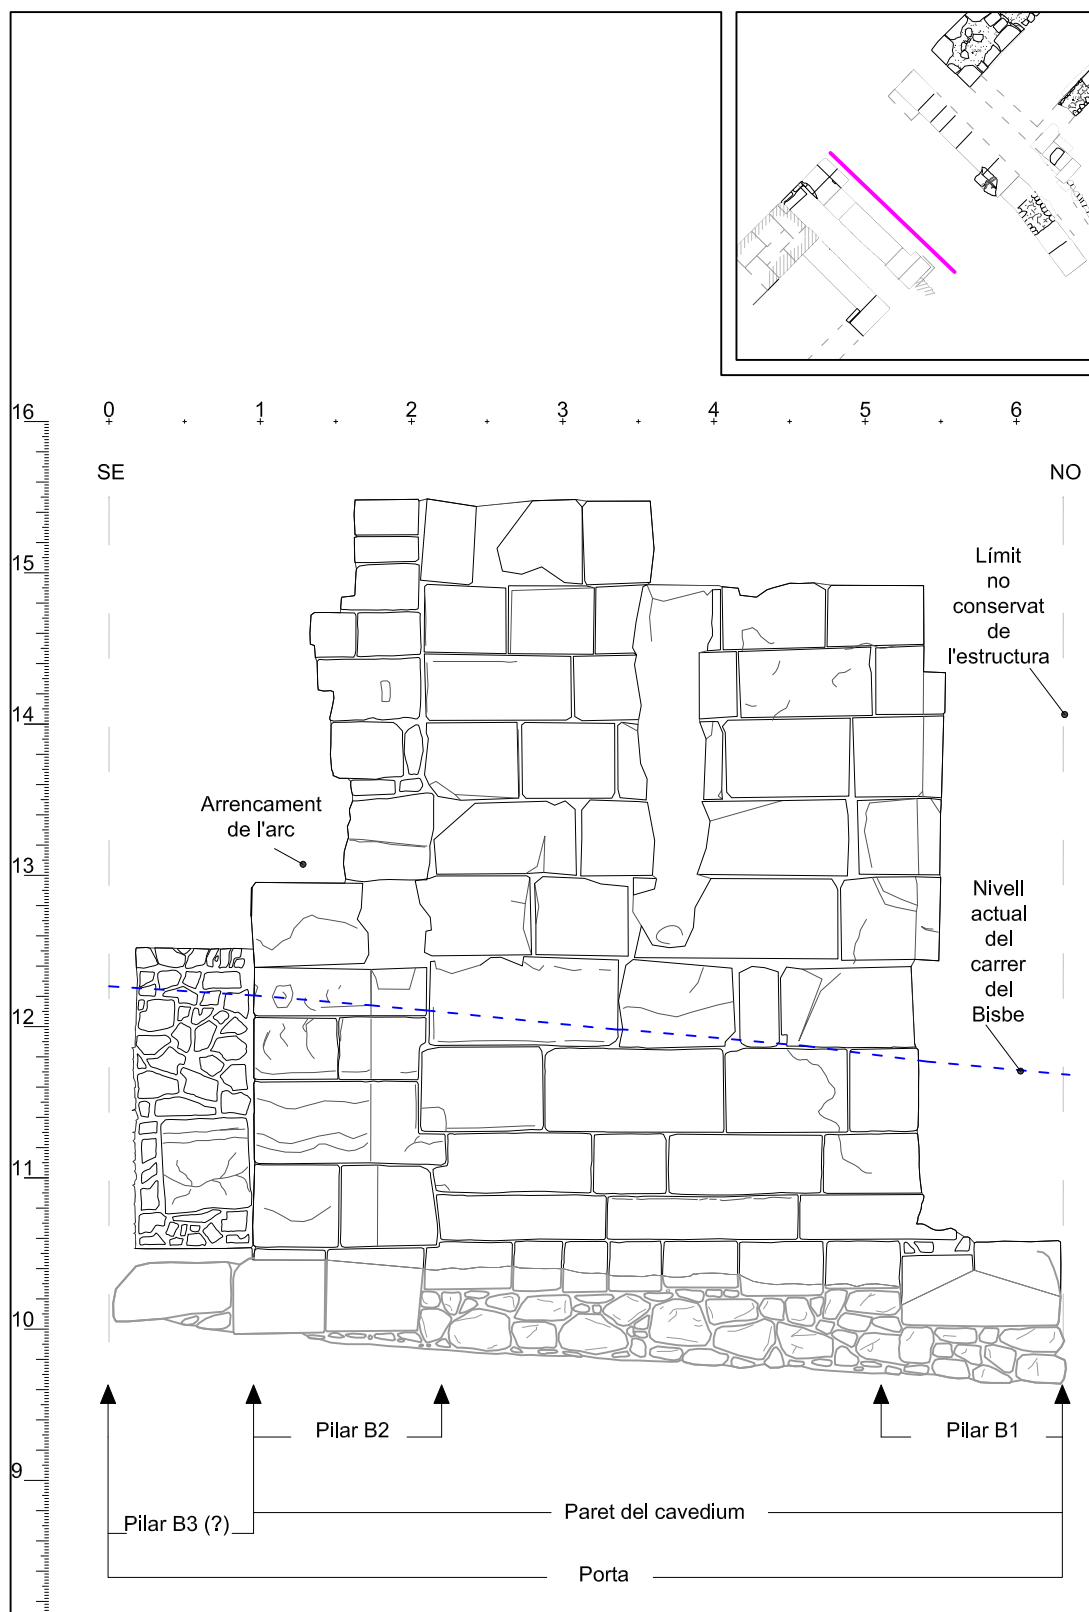 16
0 1 2 3 4 5 6
SE
NO
15
Límit
no
conservat
de
l'estructura
14
Arrencament
de l'arc
13
Nivell
actual
del
carrer
del
Bisbe
12
11
10
Pilar B2
Pilar B1
9
Paret del cavedium
Pilar B3 (?)
Porta